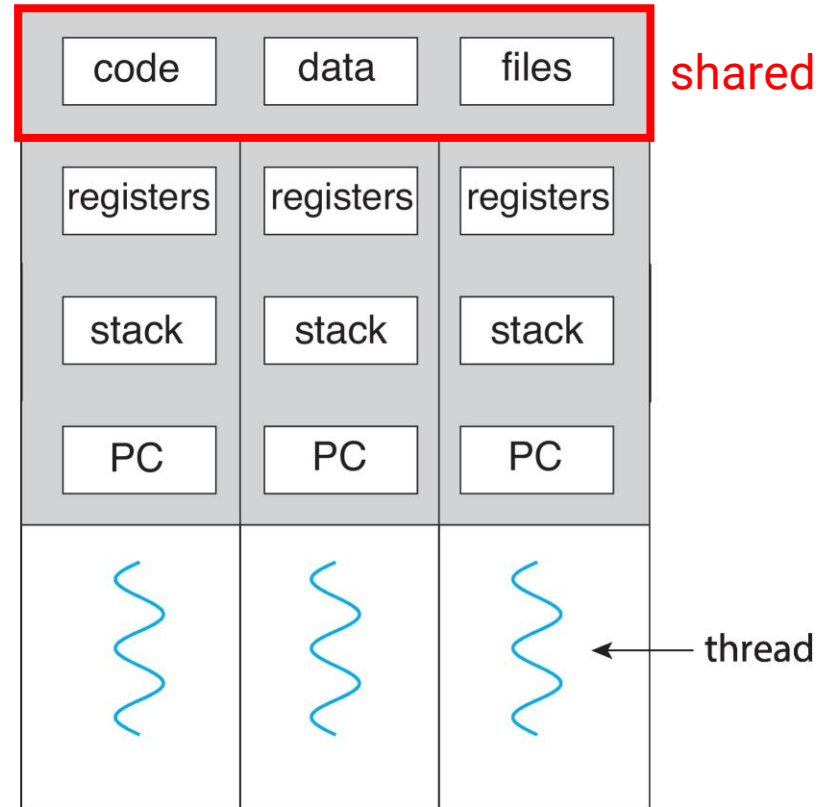 code data files shared
registers registers registers
stack stack stack
PC PC PC
thread